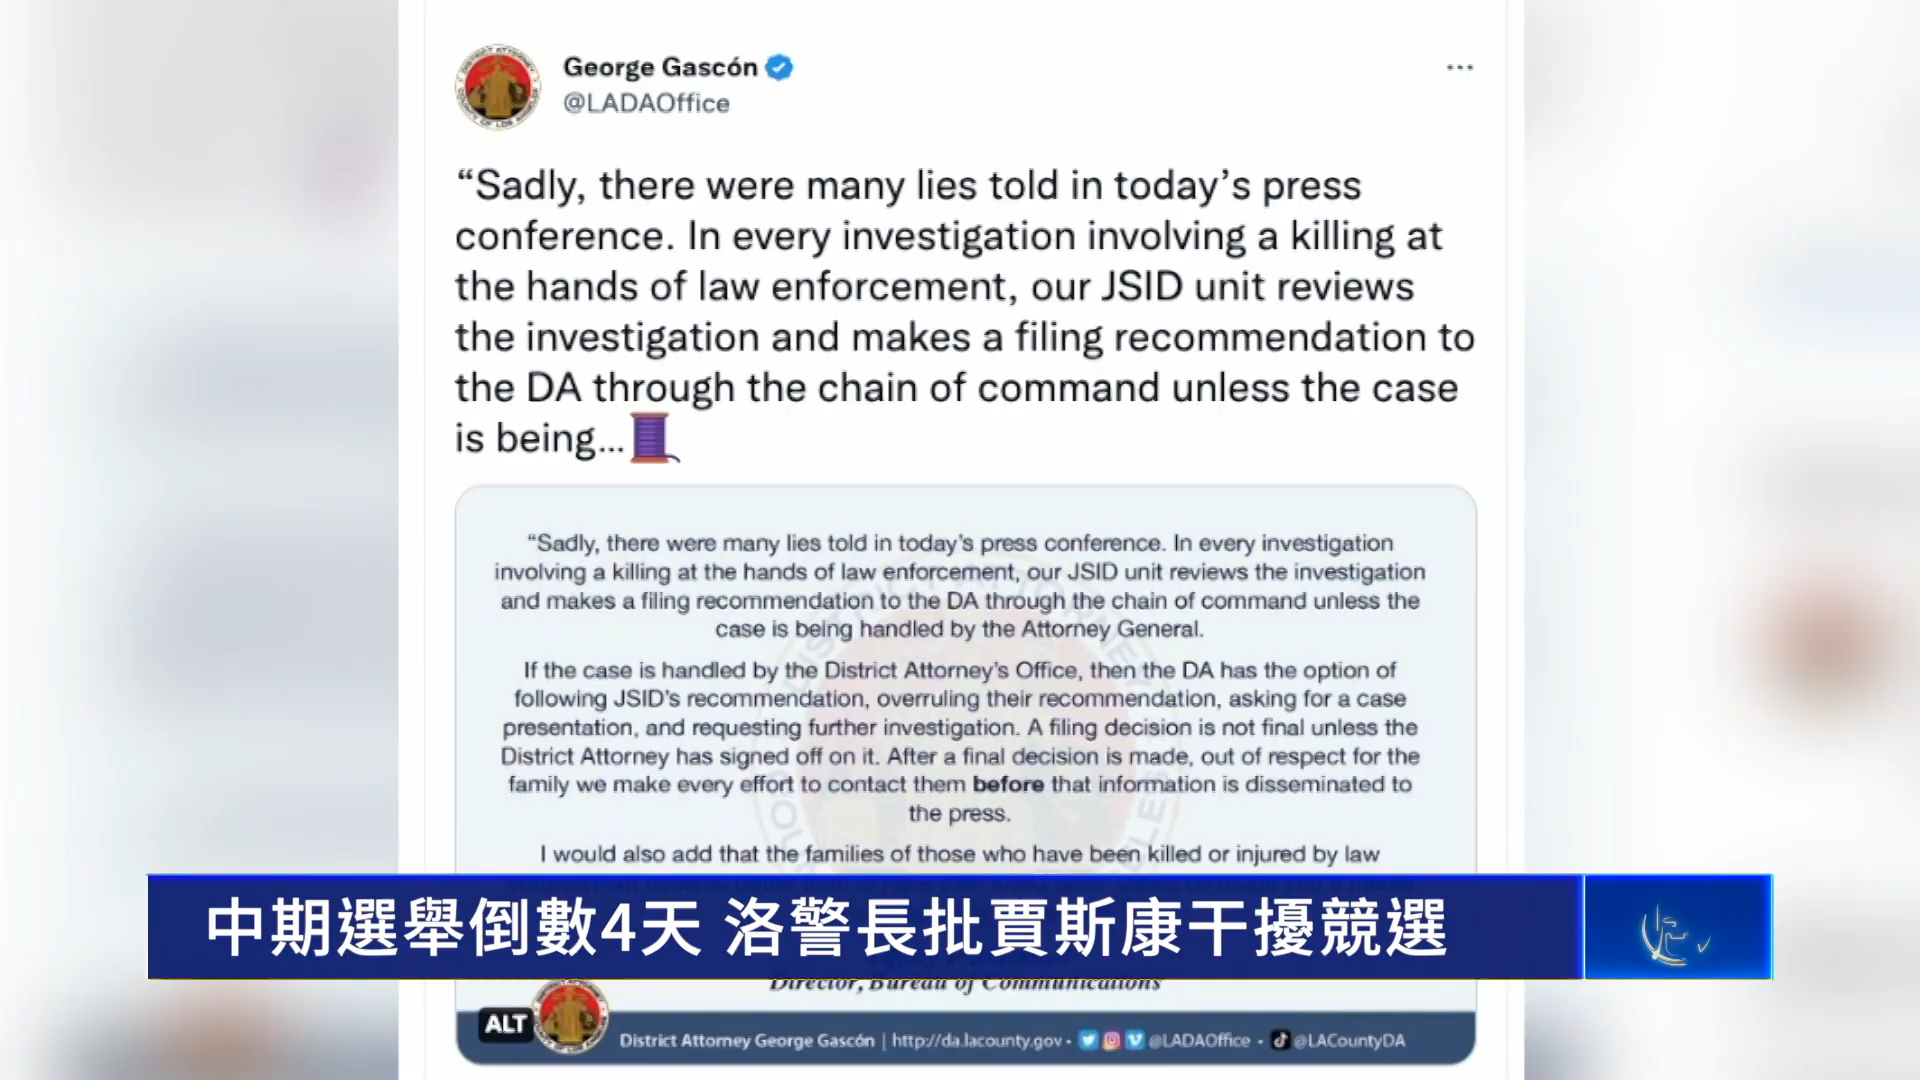 George Gascón
@LADAOffice
“Sadly, there were many lies told in today’s press
conference. In every investigation involving a killing at
the hands of law enforcement, our JSID unit reviews
the investigation and makes a filing recommendation to
the DA through the chain of command unless the case
is being...
“Sadly, there were many lies told in today’s press conference. In every investigation
involving a killing at the hands of law enforcement, our JSID unit reviews the investigation
and makes a filing recommendation to the DA through the chain of command unless the
case is being handled by the Attorney General.
If the case is handled by the District Attorney’s Office, then the DA has the option of
following JSID’s recommendation, overruling their recommendation, asking for a case
presentation, and requesting further investigation. A filing decision is not final unless the
District Attorney has signed off on it. After a final decision is made, out of respect for the
family we make every effort to contact them before that information is disseminated to
the press.
I would also add that the families of those who have been killed or injured by law
中期選舉倒數4天 洛警長批賈斯康干擾競選
Director, Bureau of Communications
ALT
District Attorney George Gascón | http://da.lacounty.gov • @LADAOffice • @LACountyDA